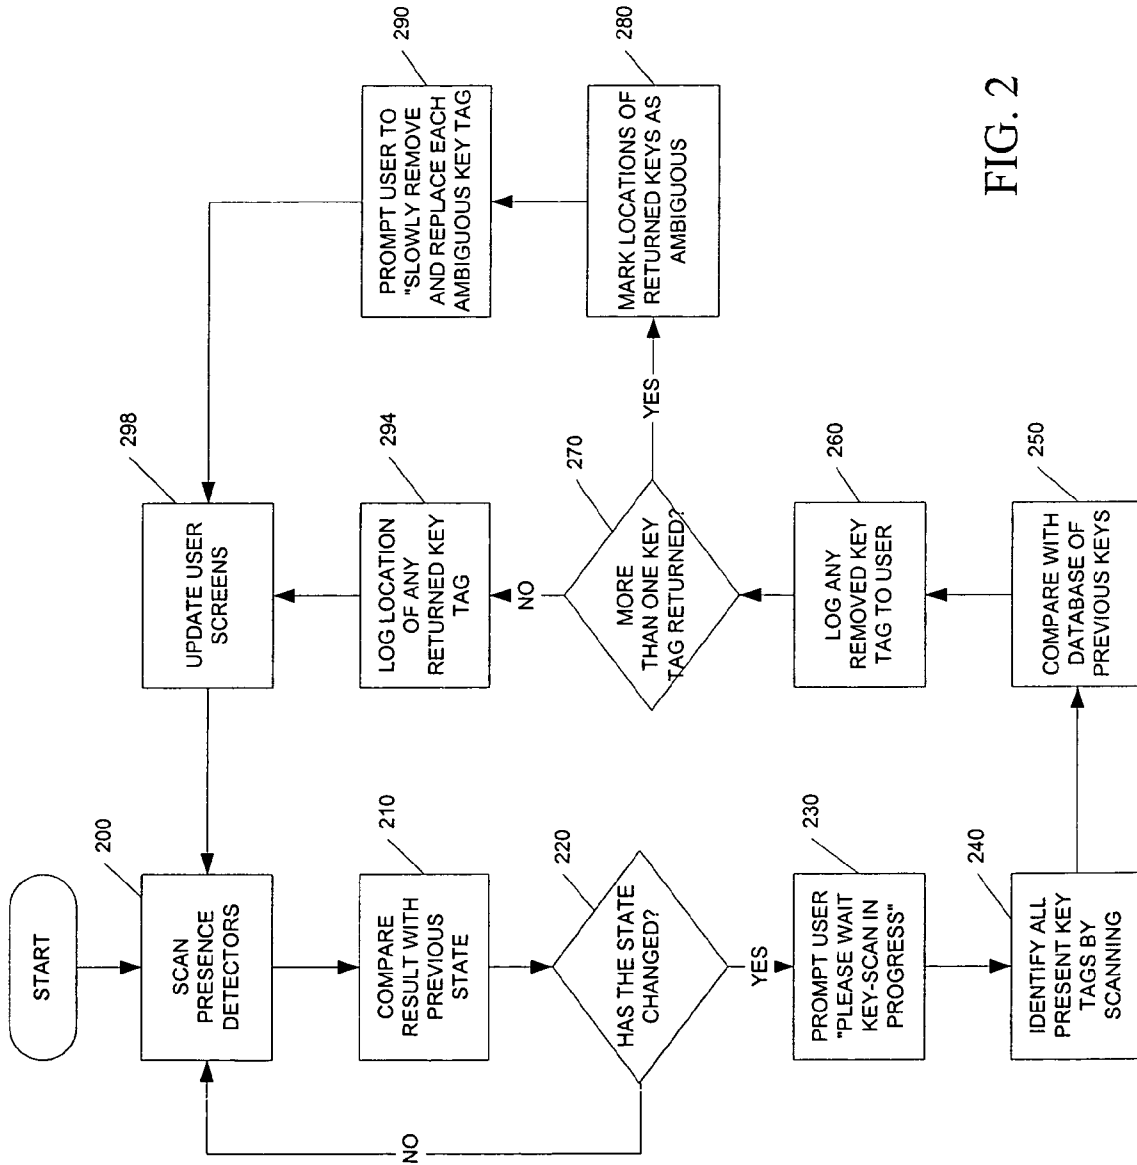 START
200
SCAN
PRESENCE
DETECTORS
210
COMPARE
RESULT WITH
PREVIOUS
STATE
220
HAS THE STATE
CHANGED?
NO
YES
230
PROMPT USER
"PLEASE WAIT
KEY-SCAN IN
PROGRESS"
240
IDENTIFY ALL
PRESENT KEY
TAGS BY
SCANNING
250
COMPARE WITH
DATABASE OF
PREVIOUS KEYS
260
LOG ANY
REMOVED KEY
TAG TO USER
270
MORE
THAN ONE KEY
TAG RETURNED?
NO
YES
280
MARK LOCATIONS OF
RETURNED KEYS AS
AMBIGUOUS
290
PROMPT USER TO
"SLOWLY REMOVE
AND REPLACE EACH
AMBIGUOUS KEY TAG
294
LOG LOCATION
OF ANY
RETURNED KEY
TAG
298
UPDATE USER
SCREENS
FIG. 2